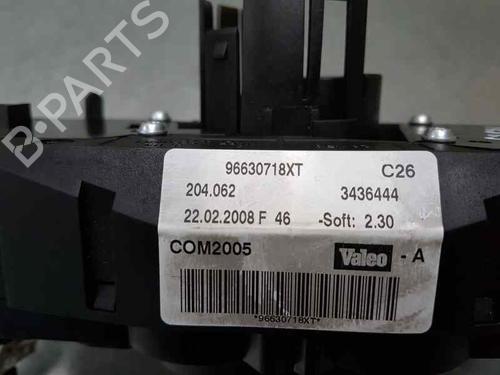 B-PARTS
96630718XT C26
204.062 3436444
22.02.2008 F 46 -Soft: 2.30
COM2005 Valeo - A
*96630718XT*